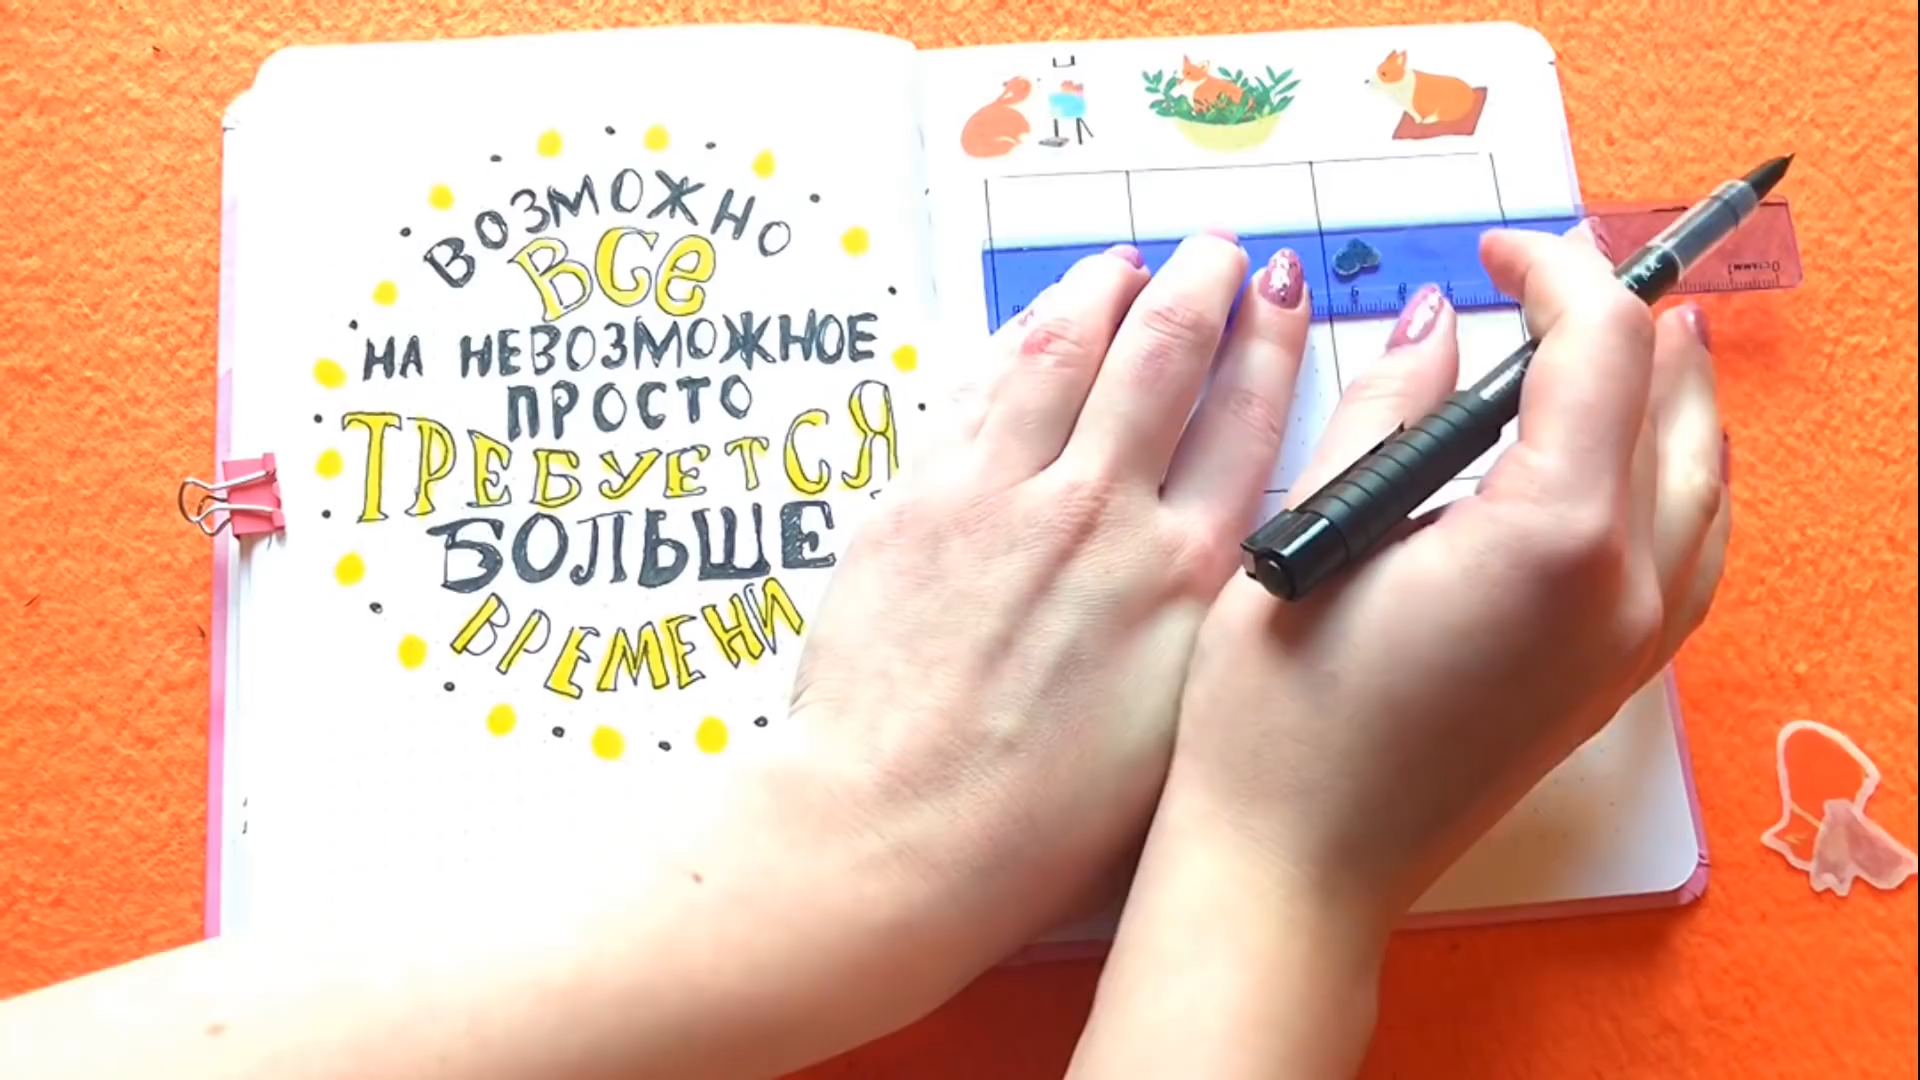 ВОЗМОЖНО
ВСЕ
НА НЕВОЗМОЖНОЕ
ПРОСТО
ТРЕБУЕТСЯ
БОЛЬШЕ
ВРЕМЕНИ